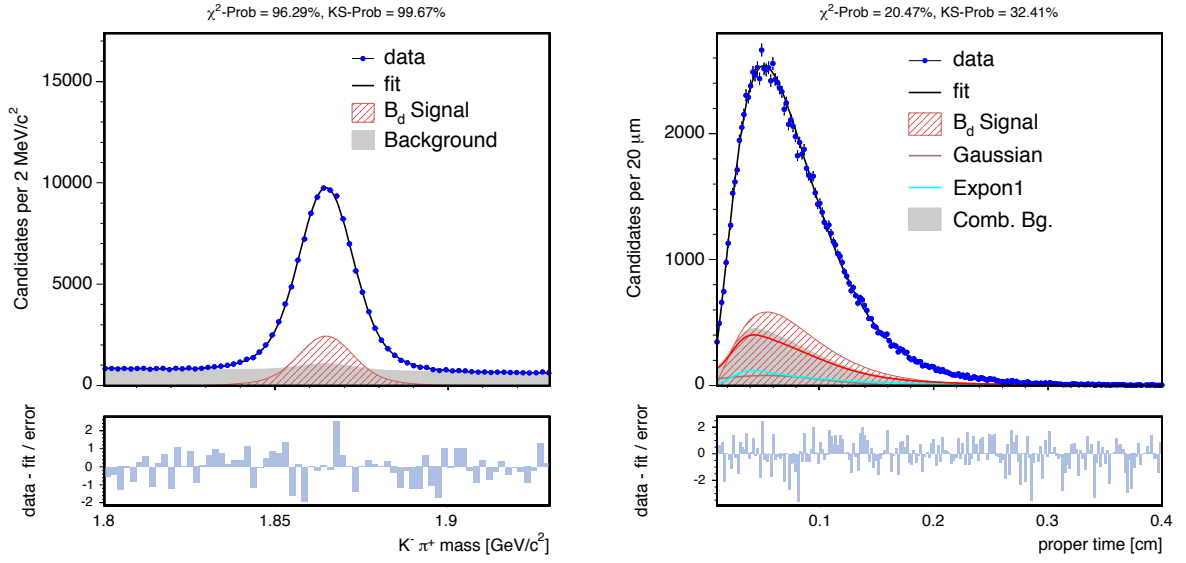 χ²-Prob = 96.29%, KS-Prob = 99.67%
Candidates per 2 MeV/c²
15000
10000
5000
0
data
fit
B_d Signal
Background
data - fit / error
2
1
0
-1
-2
1.8
1.85
1.9
K⁻ π⁺ mass [GeV/c²]
χ²-Prob = 20.47%, KS-Prob = 32.41%
Candidates per 20 μm
2000
1000
0
data
fit
B_d Signal
Gaussian
Expon1
Comb. Bg.
data - fit / error
2
0
-2
0.1
0.2
0.3
0.4
proper time [cm]